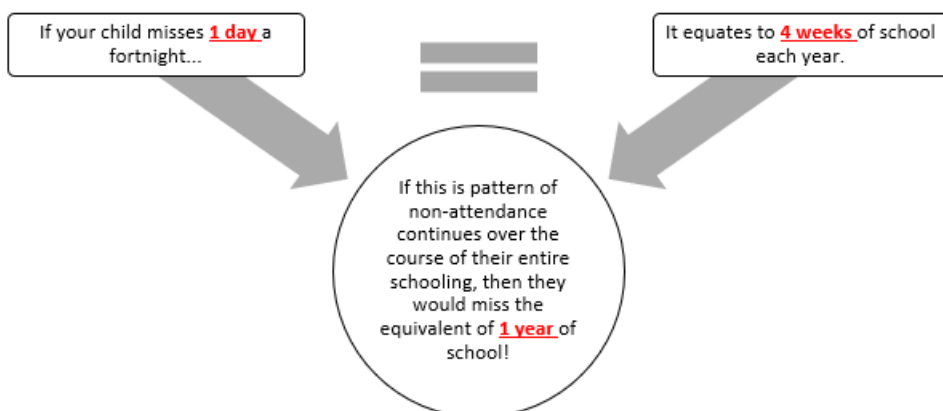 If your child misses 1 day a
fortnight...
It equates to 4 weeks of school
each year.
If this is pattern of
non-attendance
continues over the
course of their entire
schooling, then they
would miss the
equivalent of 1 year of
school!